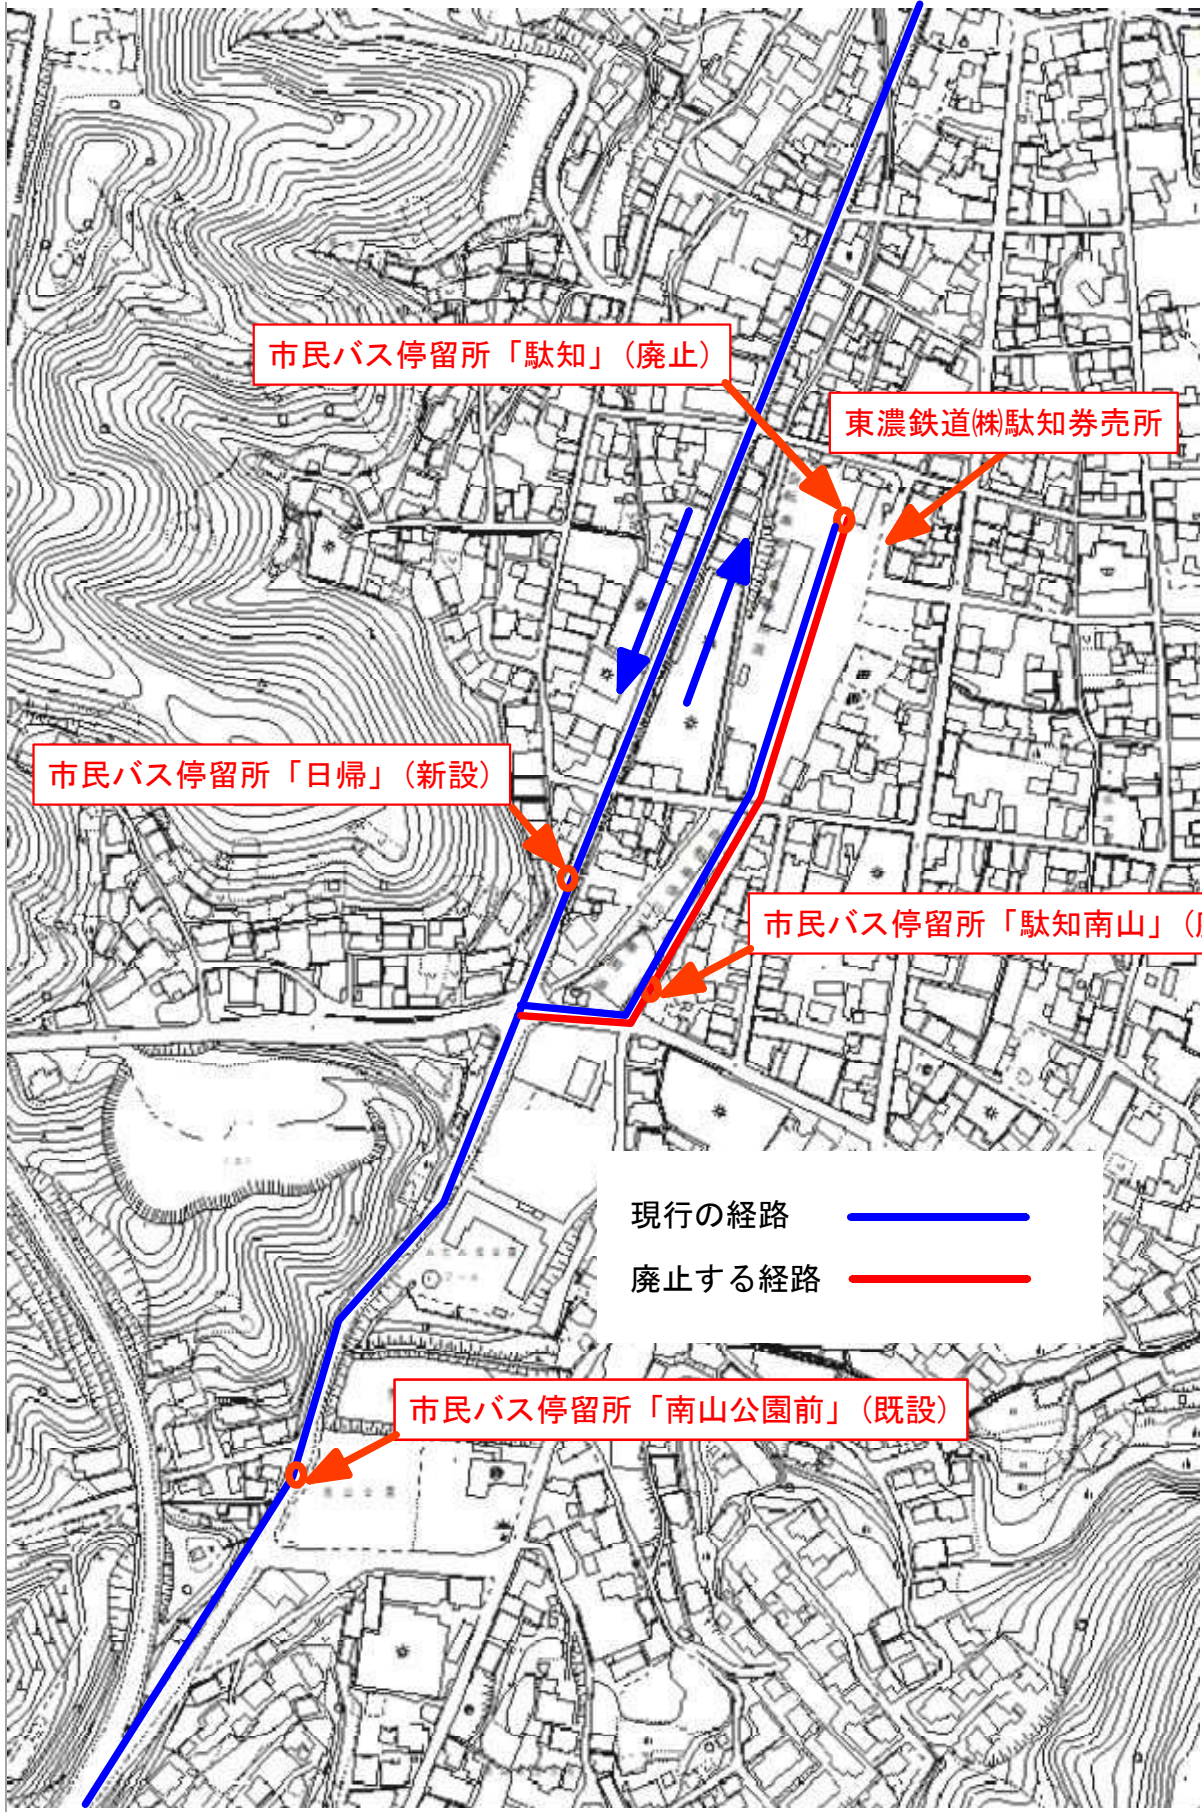 市民バス停留所「駄知」(廃止)
東濃鉄道㈱駄知券売所
市民バス停留所「日帰」(新設)
市民バス停留所「駄知南山」(
現行の経路
廃止する経路
市民バス停留所「南山公園前」(既設)